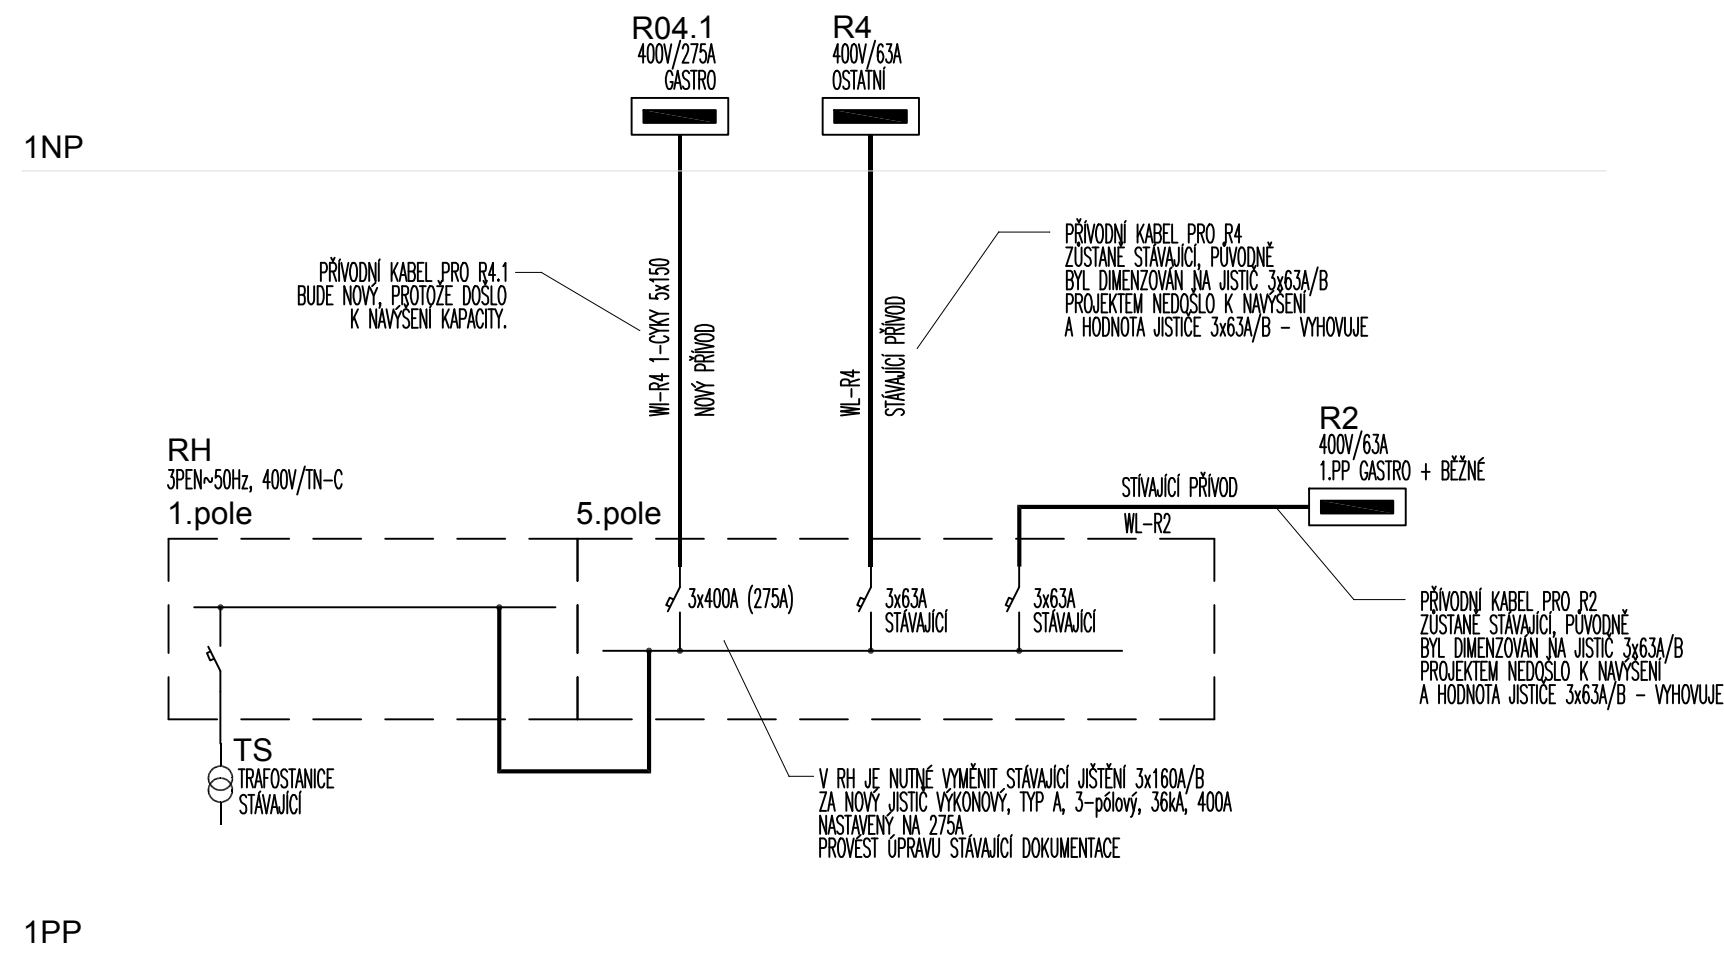 R04.1
400V/275A
GASTRO
R4
400V/63A
OSTATNÍ
1NP
PŘÍVODNÍ KABEL PRO R4.1
BUDE NOVÝ, PROTOŽE DOŠLO
K NAVÝŠENÍ KAPACITY.
WI-R4 1-CYKY 5x150
NOVÝ PŘÍVOD
WL-R4
STÁVAJÍCÍ PŘÍVOD
PŘÍVODNÍ KABEL PRO R4
ZŮSTANE STÁVAJÍCÍ, PŮVODNĚ
BYL DIMENZOVÁN NA JISTIČ 3x63A/B
PROJEKTEM NEDOŠLO K NAVÝŠENÍ
A HODNOTA JISTIČE 3x63A/B - VYHOVUJE
R2
400V/63A
1.PP GASTRO + BĚŽNÉ
STÍVAJÍCÍ PŘÍVOD
WL-R2
RH
3PEN~50Hz, 400V/TN-C
1.pole
5.pole
3x400A (275A)
3x63A
STÁVAJÍCÍ
3x63A
STÁVAJÍCÍ
PŘÍVODNÍ KABEL PRO R2
ZŮSTANE STÁVAJÍCÍ, PŮVODNĚ
BYL DIMENZOVÁN NA JISTIČ 3x63A/B
PROJEKTEM NEDOŠLO K NAVÝŠENÍ
A HODNOTA JISTIČE 3x63A/B - VYHOVUJE
TS
TRAFOSTANICE
STÁVAJÍCÍ
V RH JE NUTNÉ VYMĚNIT STÁVAJÍCÍ JIŠTĚNÍ 3x160A/B
ZA NOVÝ JISTIČ VÝKONOVÝ, TYP A, 3-pólový, 36kA, 400A
NASTAVENÝ NA 275A
PROVÉST ÚPRAVU STÁVAJÍCÍ DOKUMENTACE
1PP